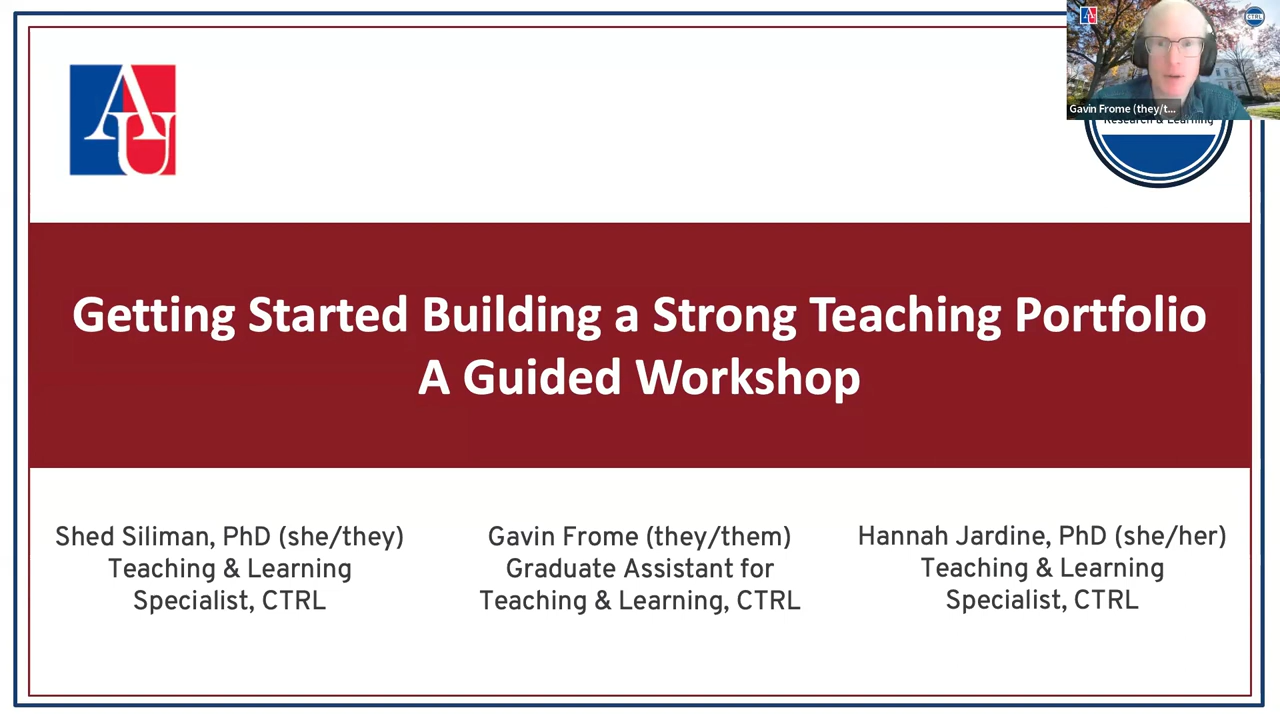 AU
CTRL
Gavin Frome (they/t...
Research & Learning
Getting Started Building a Strong Teaching Portfolio
A Guided Workshop
Shed Siliman, PhD (she/they)
Teaching & Learning
Specialist, CTRL
Gavin Frome (they/them)
Graduate Assistant for
Teaching & Learning, CTRL
Hannah Jardine, PhD (she/her)
Teaching & Learning
Specialist, CTRL